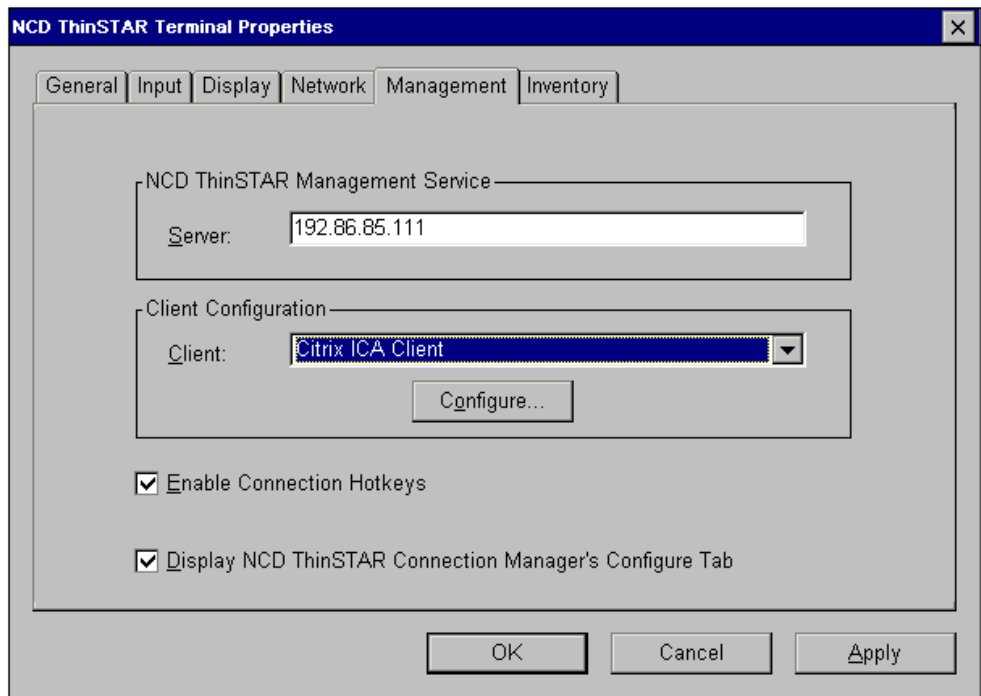 NCD ThinSTAR Terminal Properties
General Input Display Network Management Inventory
NCD ThinSTAR Management Service
Server: 192.86.85.111
Client Configuration
Client: Citrix ICA Client
Configure...
Enable Connection Hotkeys
Display NCD ThinSTAR Connection Manager's Configure Tab
OK Cancel Apply